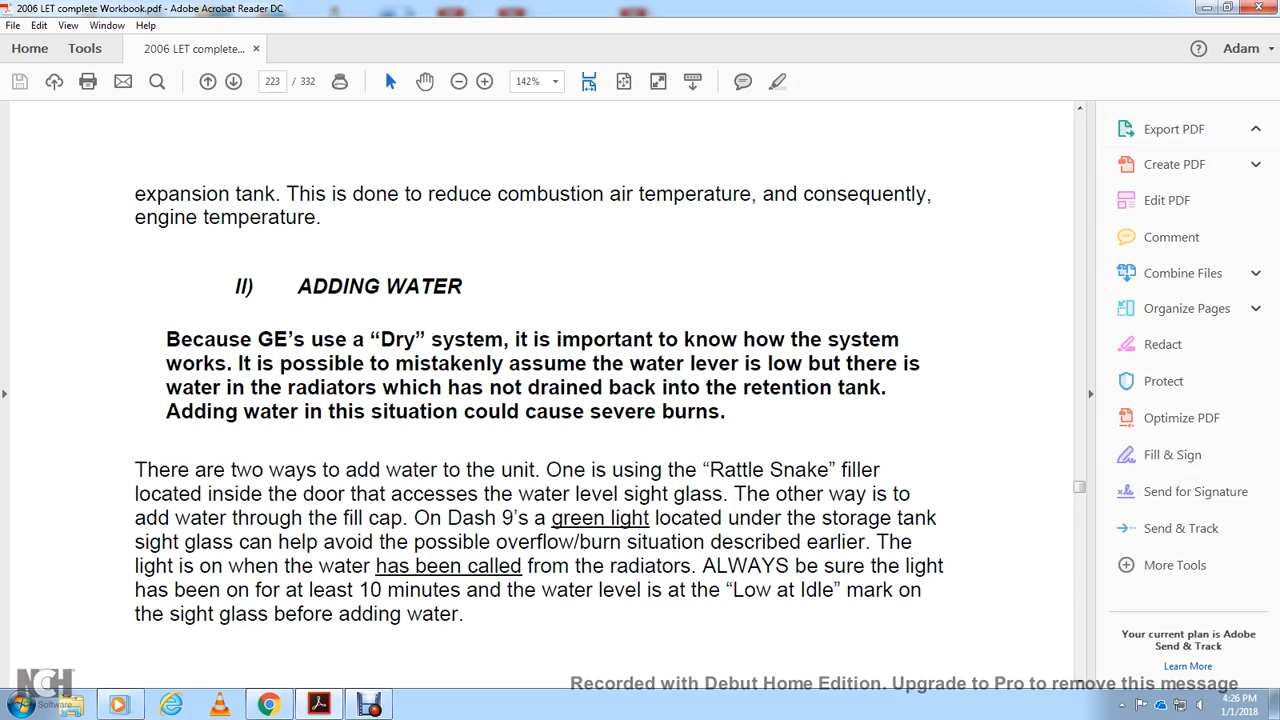 2006 LET complete Workbook.pdf - Adobe Acrobat Reader DC
File Edit View Window Help
Home Tools 2006 LET complete... × Adam
223 / 332 142%
expansion tank. This is done to reduce combustion air temperature, and consequently,
engine temperature.
II) ADDING WATER
Because GE’s use a “Dry” system, it is important to know how the system
works. It is possible to mistakenly assume the water lever is low but there is
water in the radiators which has not drained back into the retention tank.
Adding water in this situation could cause severe burns.
There are two ways to add water to the unit. One is using the “Rattle Snake” filler
located inside the door that accesses the water level sight glass. The other way is to
add water through the fill cap. On Dash 9’s a green light located under the storage tank
sight glass can help avoid the possible overflow/burn situation described earlier. The
light is on when the water has been called from the radiators. ALWAYS be sure the light
has been on for at least 10 minutes and the water level is at the “Low at Idle” mark on
the sight glass before adding water.
Export PDF
Create PDF
Edit PDF
Comment
Combine Files
Organize Pages
Redact
Protect
Optimize PDF
Fill & Sign
Send for Signature
Send & Track
More Tools
Your current plan is Adobe
Send & Track
Learn More
NCH
Software
Recorded with Debut Home Edition. Upgrade to Pro to remove this message
4:26 PM
1/1/2018